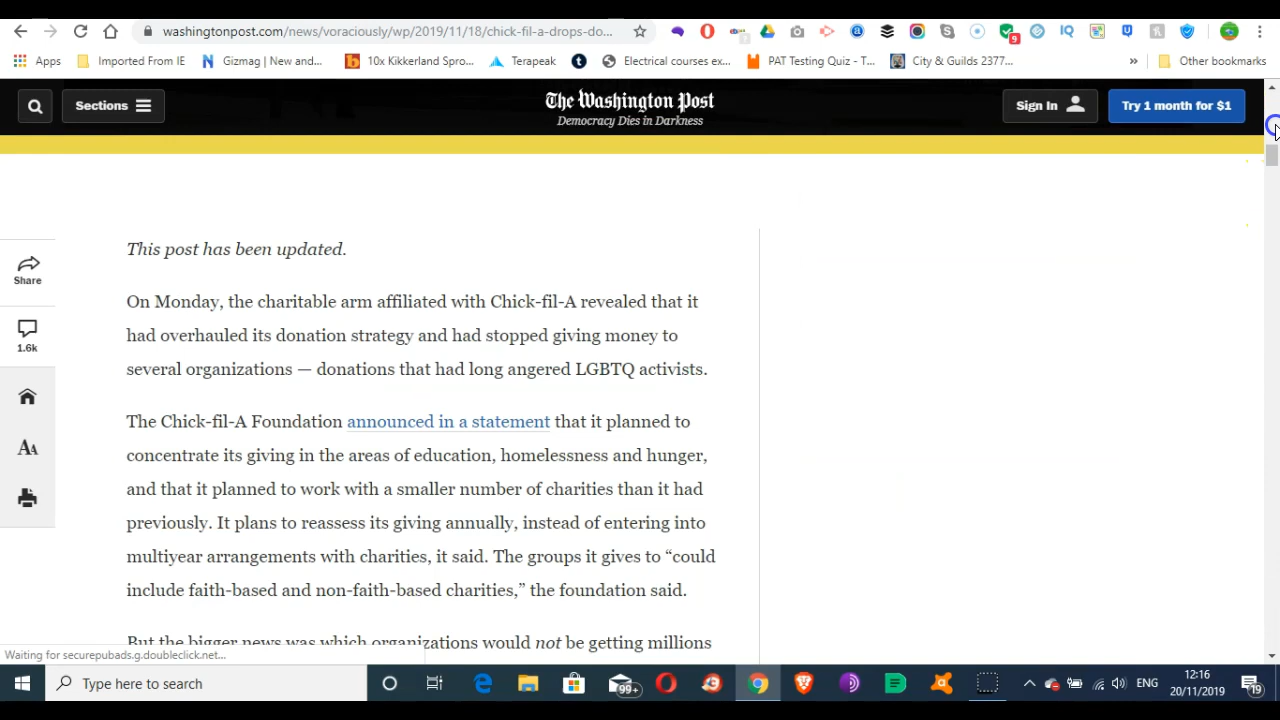 washingtonpost.com/news/voraciously/wp/2019/11/18/chick-fil-a-drops-do...
9
Apps
Imported From IE
Gizmag | New and...
10x Kikkerland Spro...
Terapeak
Electrical courses ex...
PAT Testing Quiz - T...
City & Guilds 2377...
»
Other bookmarks
Sections
The Washington Post
Democracy Dies in Darkness
Sign In
Try 1 month for $1
Share
1.6k
This post has been updated.
On Monday, the charitable arm affiliated with Chick-fil-A revealed that it
had overhauled its donation strategy and had stopped giving money to
several organizations — donations that had long angered LGBTQ activists.
The Chick-fil-A Foundation announced in a statement that it planned to
concentrate its giving in the areas of education, homelessness and hunger,
and that it planned to work with a smaller number of charities than it had
previously. It plans to reassess its giving annually, instead of entering into
multiyear arrangements with charities, it said. The groups it gives to “could
include faith-based and non-faith-based charities,” the foundation said.
But the bigger news was which organizations would not be getting millions
Waiting for securepubads.g.doubleclick.net...
Type here to search
99+
ENG
12:16
20/11/2019
19